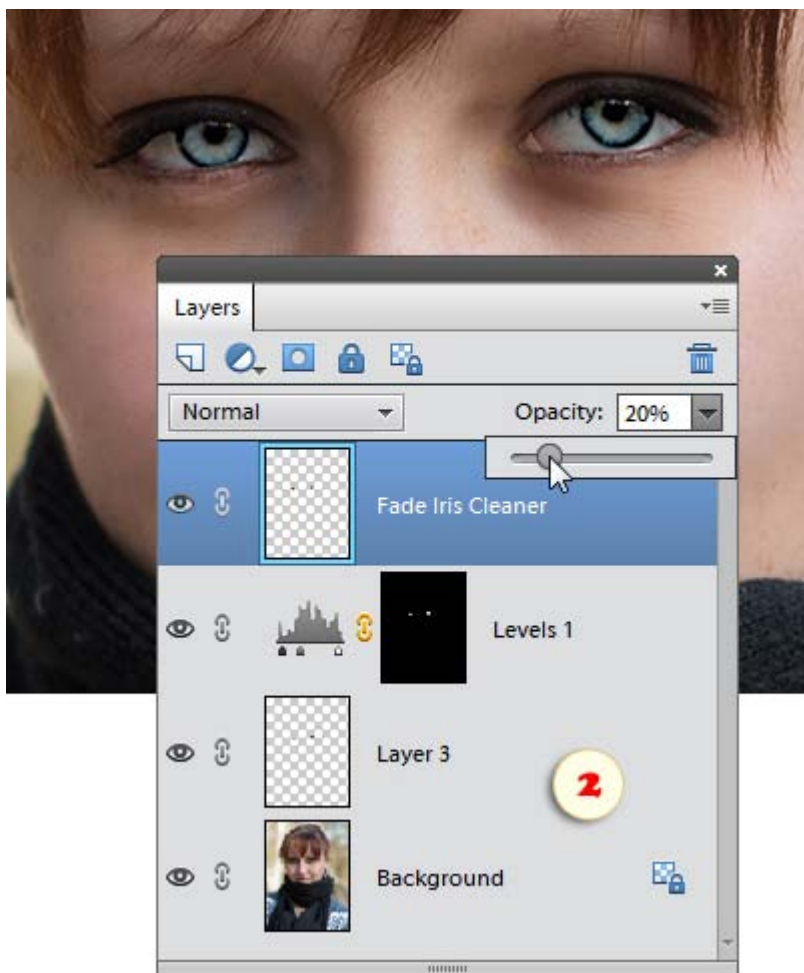 Layers
Normal
Opacity: 20%
Fade Iris Cleaner
Levels 1
Layer 3
2
Background